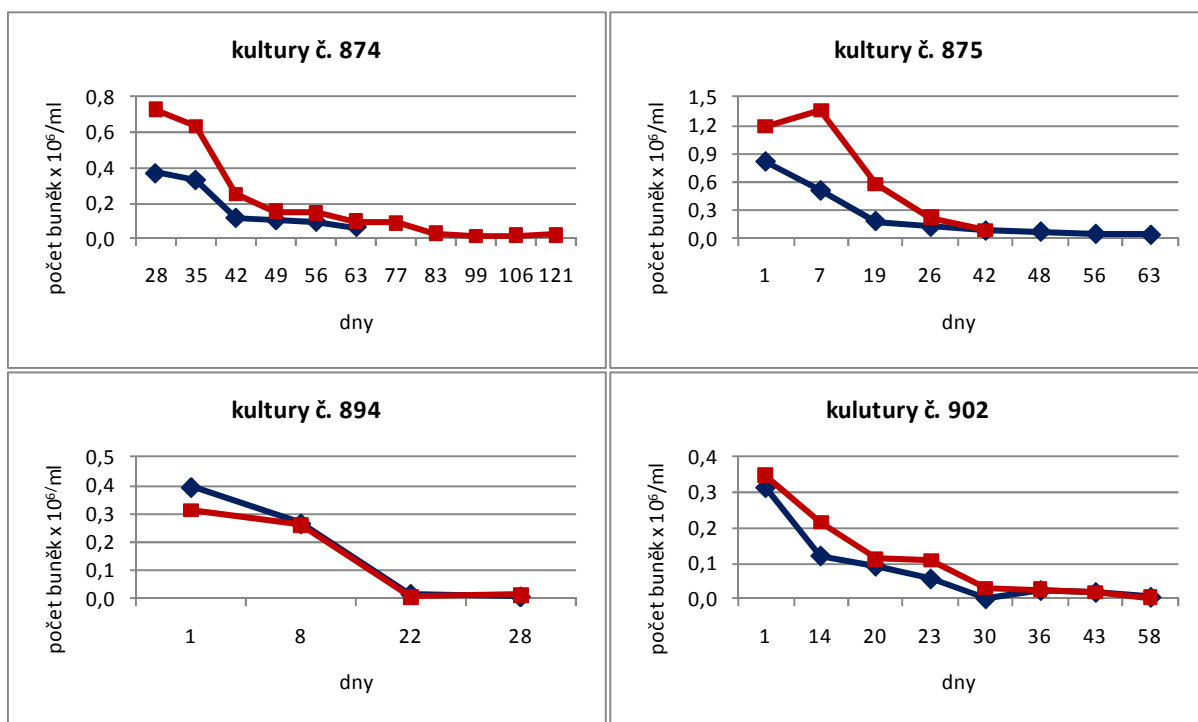 kultury č. 874
počet buněk x 10⁶/ml
0,8
0,6
0,4
0,2
0,0
28 35 42 49 56 63 77 83 99 106 121
dny
kultury č. 875
počet buněk x 10⁶/ml
1,5
1,2
0,9
0,6
0,3
0,0
1 7 19 26 42 48 56 63
dny
kultury č. 894
počet buněk x 10⁶/ml
0,5
0,4
0,3
0,2
0,1
0,0
1 8 22 28
dny
kulutury č. 902
počet buněk x 10⁶/ml
0,4
0,3
0,2
0,1
0,0
1 14 20 23 30 36 43 58
dny